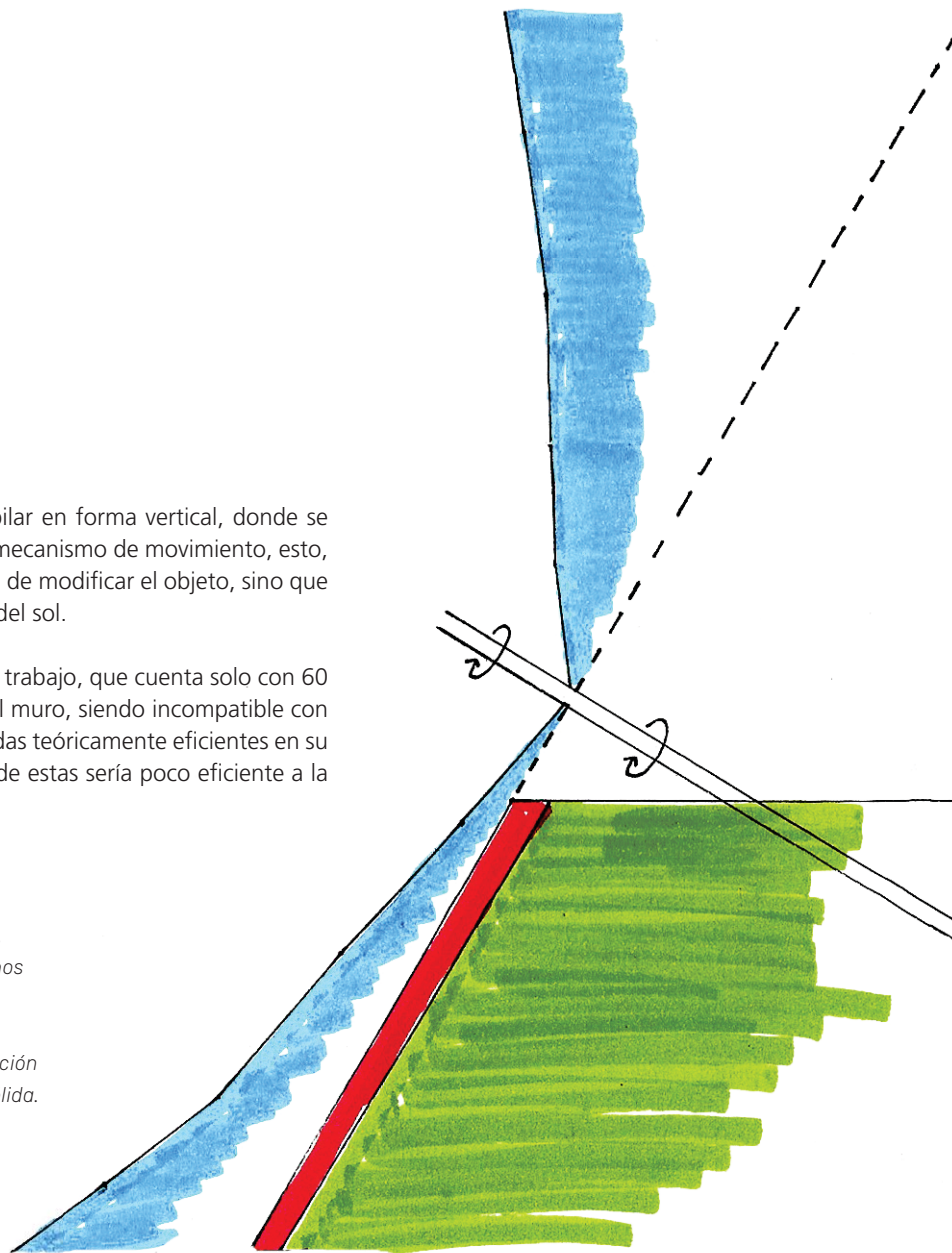 pilar en forma vertical, donde se
mecanismo de movimiento, esto,
de modificar el objeto, sino que
del sol.
trabajo, que cuenta solo con 60
l muro, siendo incompatible con
das teóricamente eficientes en su
de estas sería poco eficiente a la
nos
ción
lida.